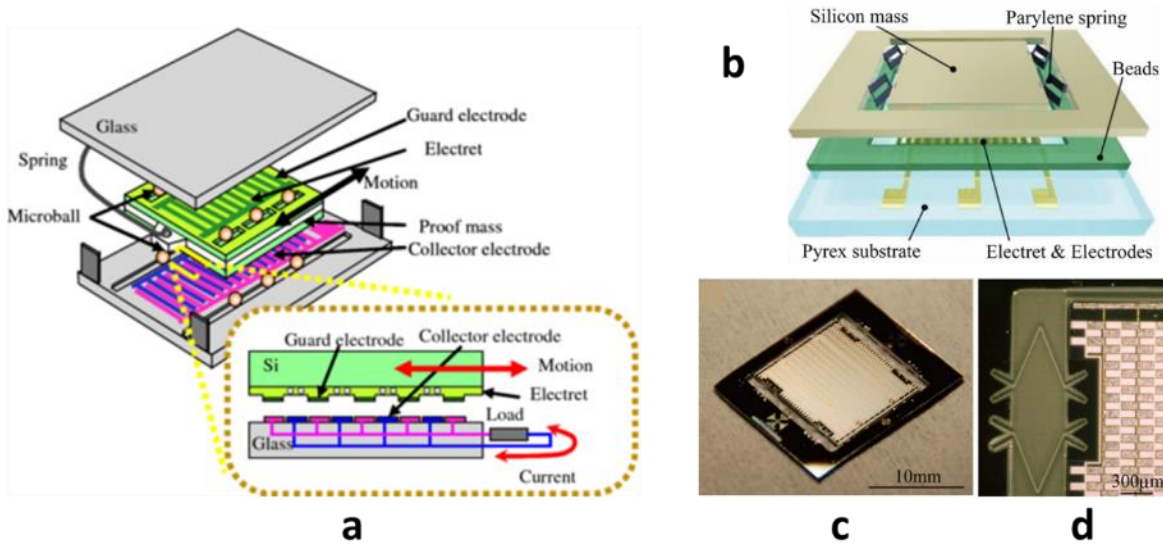 Glass
Guard electrode
Electret
Spring
Motion
Microball
Proof mass
Collector electrode
Guard electrode
Collector electrode
Si
Motion
Electret
Load
Glass
Current
a
b
Silicon mass
Parylene spring
Beads
Pyrex substrate
Electret & Electrodes
10mm
300μm
c
d